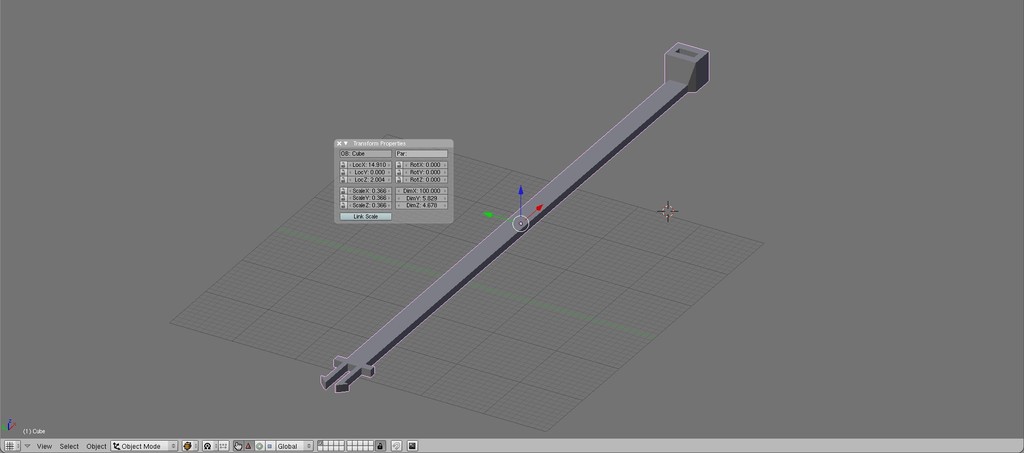 Transform Properties
OB: Cube Par:
LocX: 14.910 RotX: 0.000
LocY: 0.000 RotY: 0.000
LocZ: 2.004 RotZ: 0.000
ScaleX: 0.366 DimX: 100.000
ScaleY: 0.366 DimY: 5.829
ScaleZ: 0.366 DimZ: 4.678
Link Scale
(1) Cube
View Select Object Object Mode Global